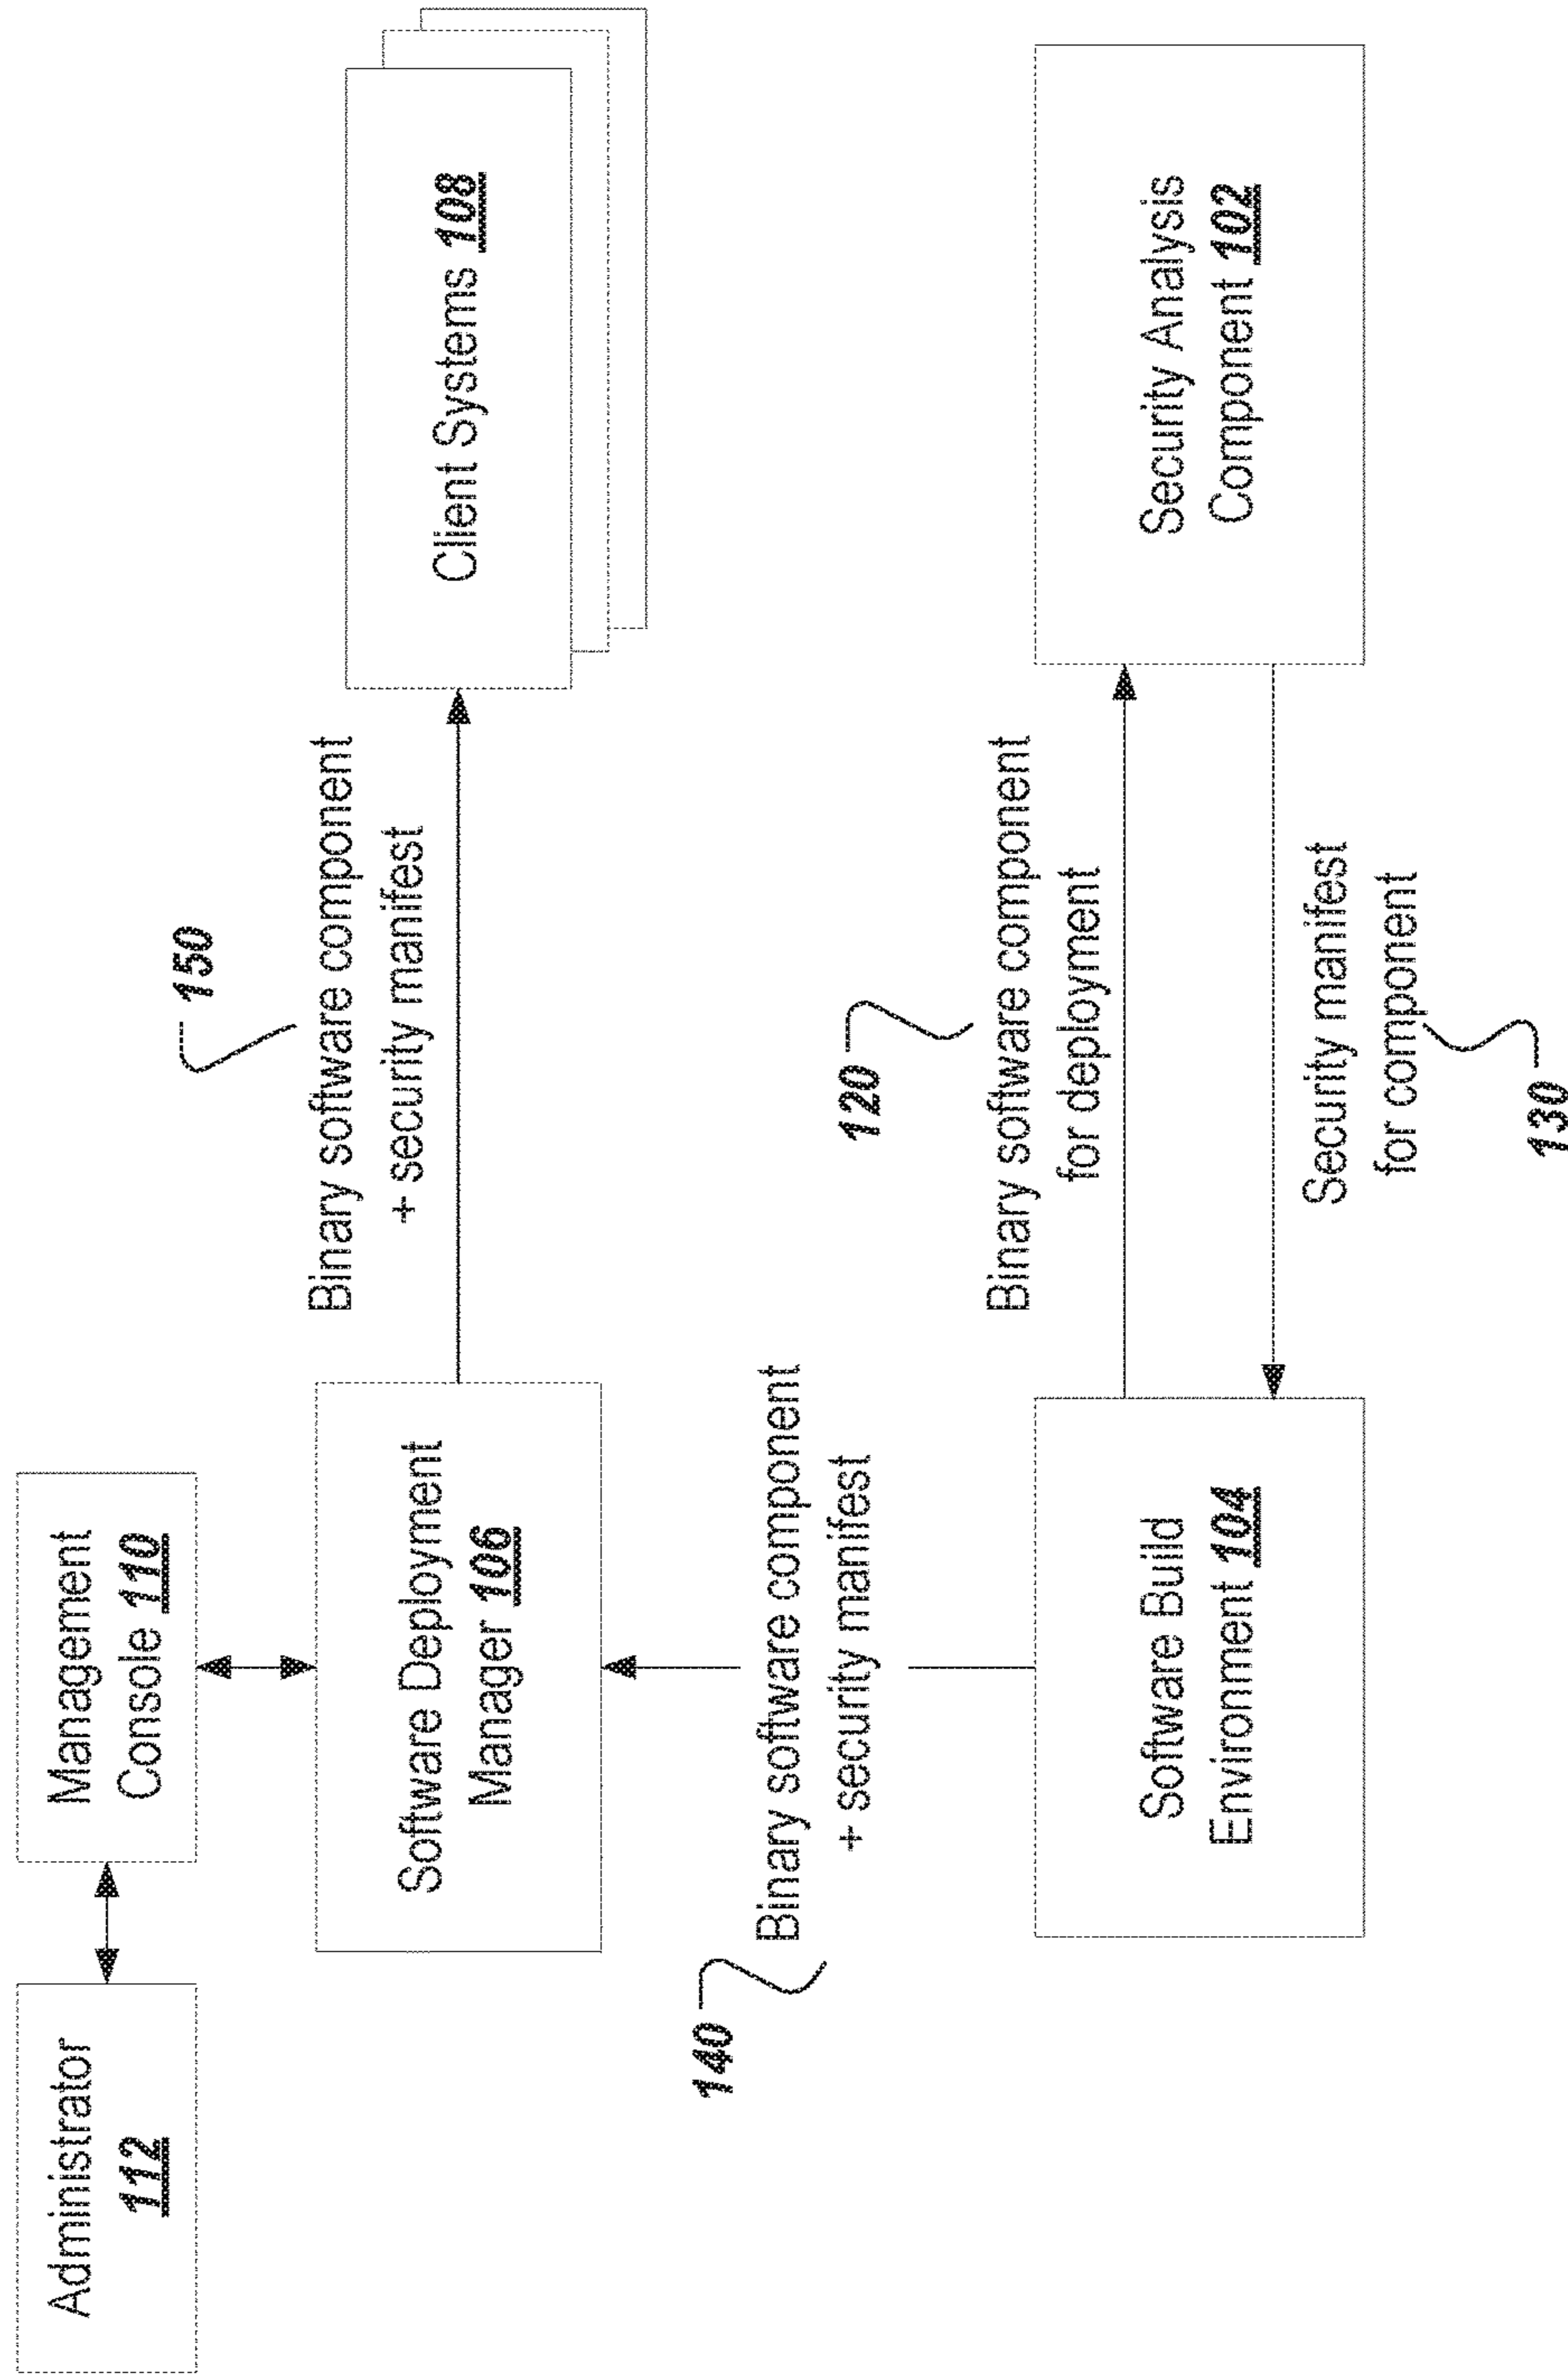 Administrator
112
Management
Console 110
Software Deployment
Manager 106
150
Binary software component
+ security manifest
Client Systems 108
140
Binary software component
+ security manifest
Software Build
Environment 104
120
Binary software component
for deployment
Security manifest
for component
130
Security Analysis
Component 102